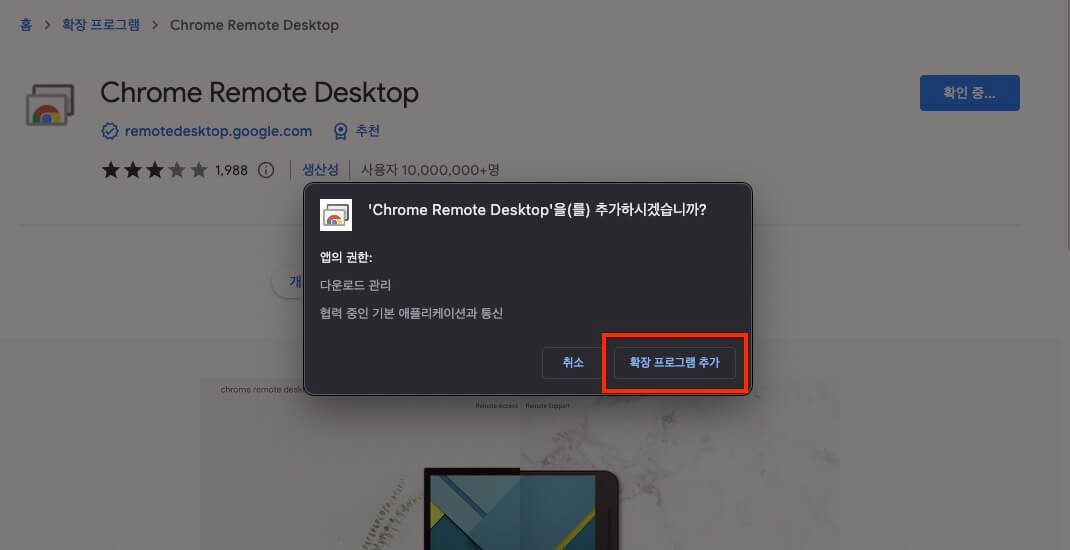 홈 > 확장 프로그램 > Chrome Remote Desktop
Chrome Remote Desktop
확인 중...
remotedesktop.google.com 추천
1,988 생산성 사용자 10,000,000+명
'Chrome Remote Desktop'을(를) 추가하시겠습니까?
앱의 권한:
다운로드 관리
협력 중인 기본 애플리케이션과 통신
개
취소 확장 프로그램 추가
chrome remote desk
Remote Access Remote Support